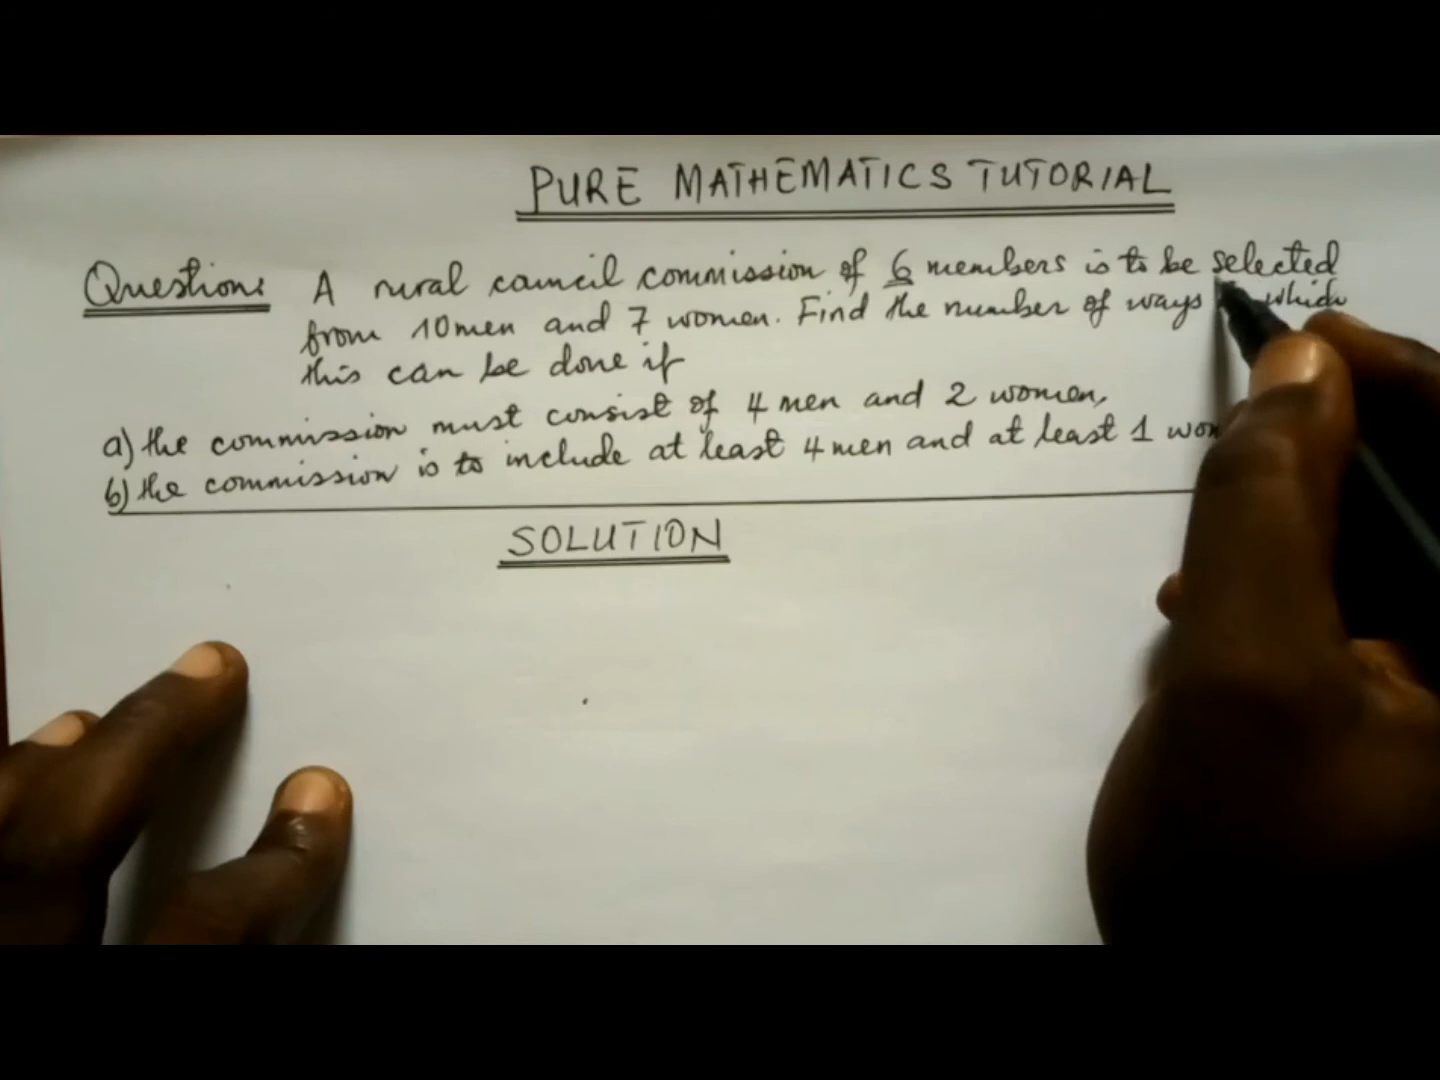 PURE MATHEMATICS TUTORIAL
Question: A rural council commission of 6 members is to be selected
from 10 men and 7 women. Find the number of ways which
this can be done if
a) the commission must consist of 4 men and 2 women.
b) the commission is to include at least 4 men and at least 1
SOLUTION